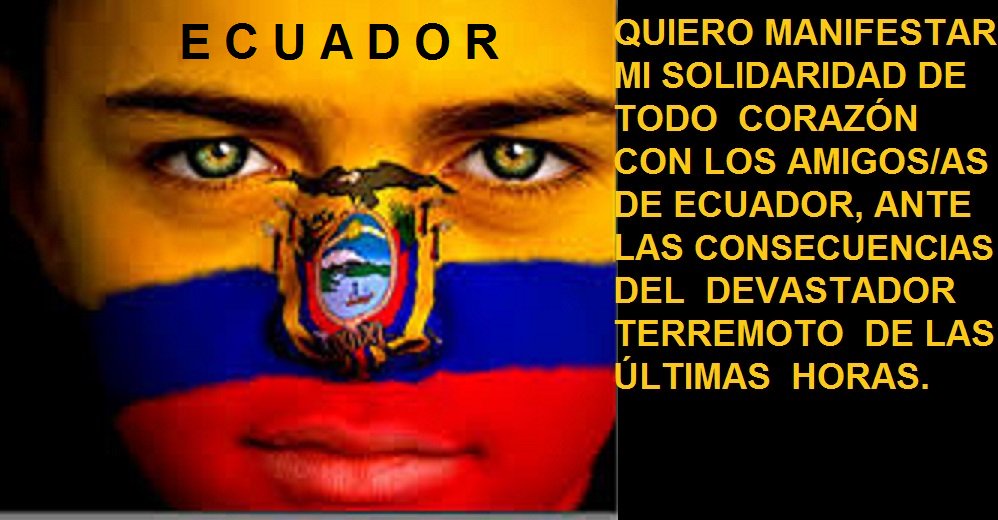 E C U A D O R
QUIERO MANIFESTAR
MI SOLIDARIDAD DE
TODO CORAZÓN
CON LOS AMIGOS/AS
DE ECUADOR, ANTE
LAS CONSECUENCIAS
DEL DEVASTADOR
TERREMOTO DE LAS
ÚLTIMAS HORAS.